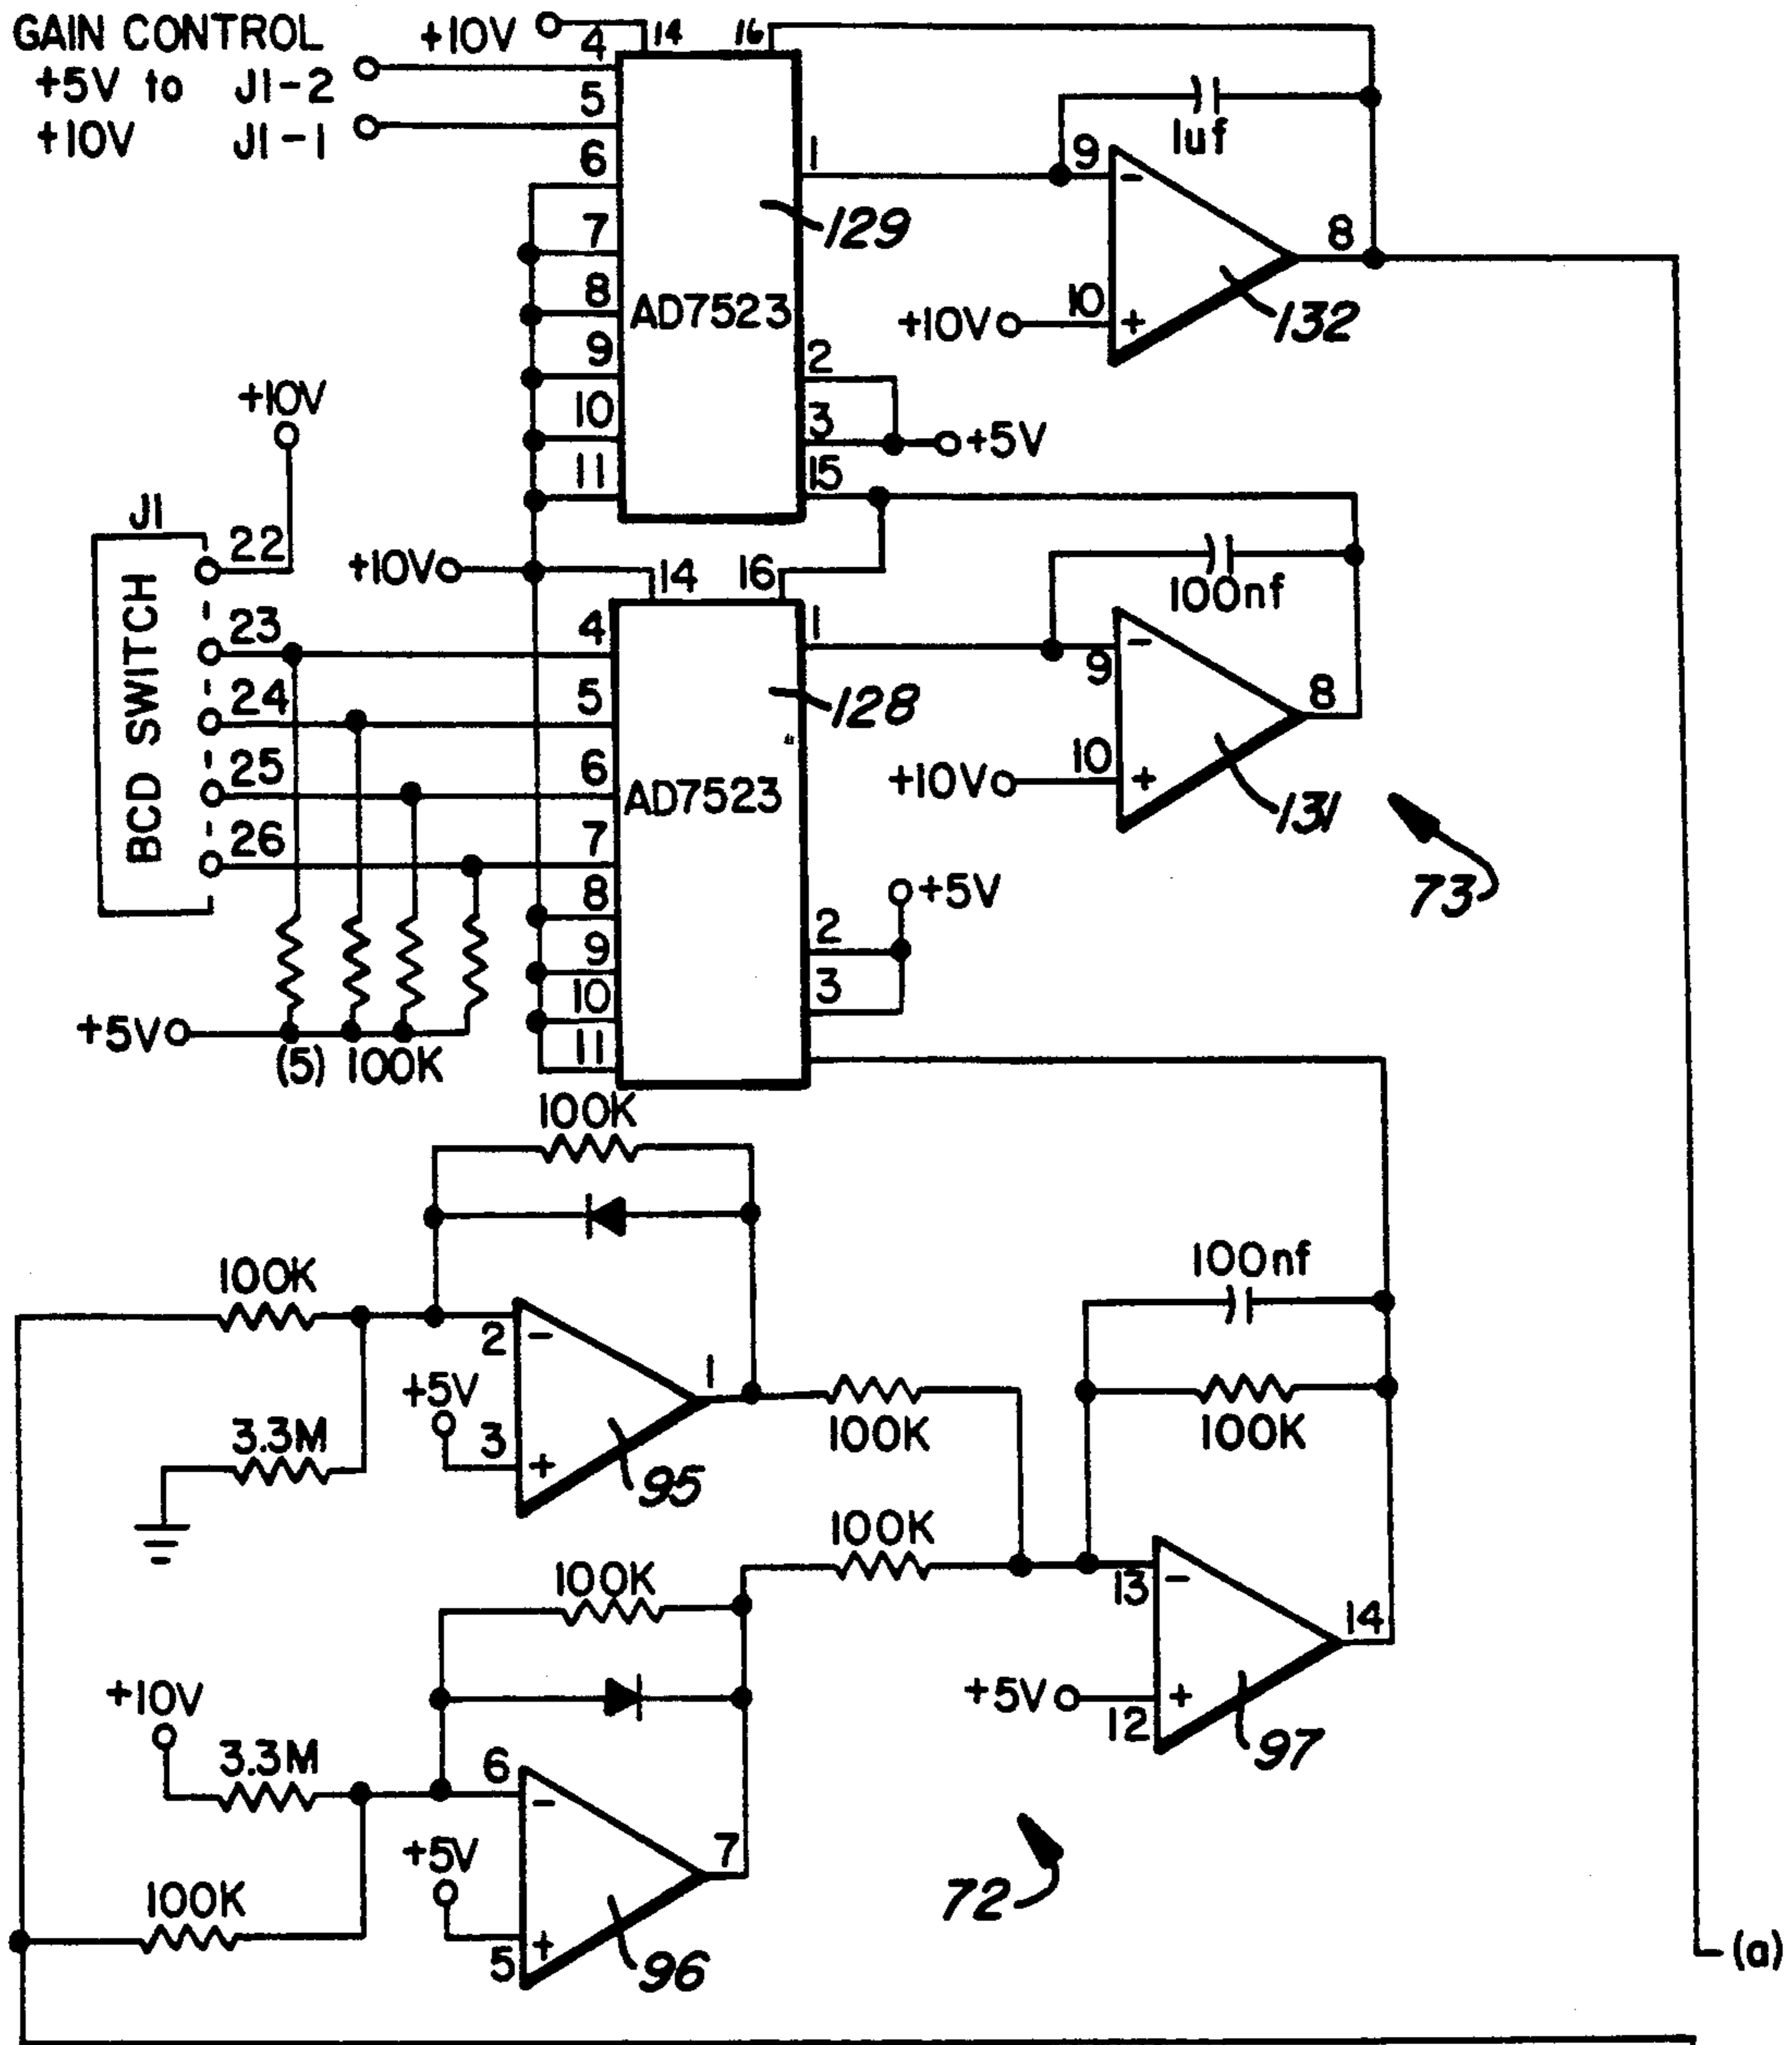 GAIN CONTROL
+5V to J1-2
+10V J1-1
+10V
14
16
4
5
6
7
8
9
10
11
AD7523
129
1
2
3
15
+5V
1uf
9
-
10
+
+10V
8
132
+10V
J1
BCD SWITCH
22
23
24
25
26
+5V
(5) 100K
+10V
14
16
4
5
6
7
8
9
10
11
AD7523
128
1
2
3
+5V
100nf
9
-
10
+
+10V
8
131
73
100K
100K
3.3M
2
-
+5V
3
+
1
95
100K
100nf
100K
100K
13
-
+5V
12
+
14
97
100K
+10V
3.3M
100K
6
-
+5V
5
+
7
96
72
(a)